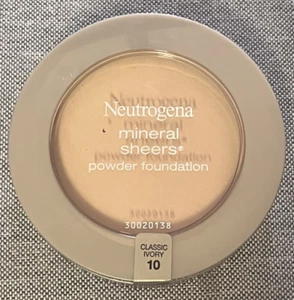 Neutrogena
mineral
sheers®
powder foundation
30020138
CLASSIC
IVORY
10